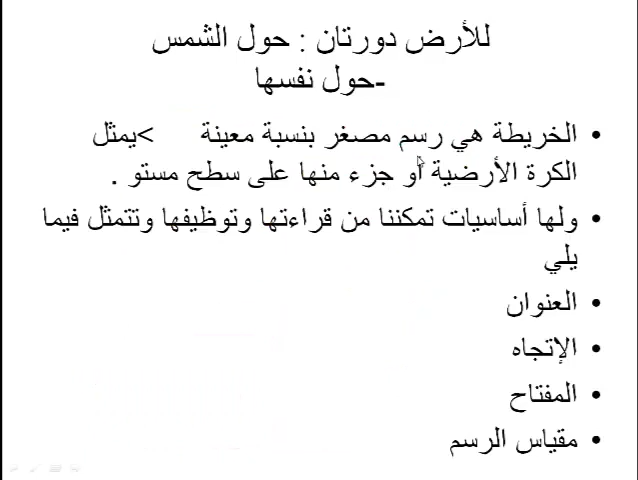 للأرض دورتان : حول الشمس
-حول نفسها
• الخريطة هي رسم مصغر بنسبة معينة >يمثل
الكرة الأرضية أو جزء منها على سطح مستو .
• ولها أساسيات تمكننا من قراءتها وتوظيفها وتتمثل فيما
يلي
• العنوان
• الإتجاه
• المفتاح
• مقياس الرسم